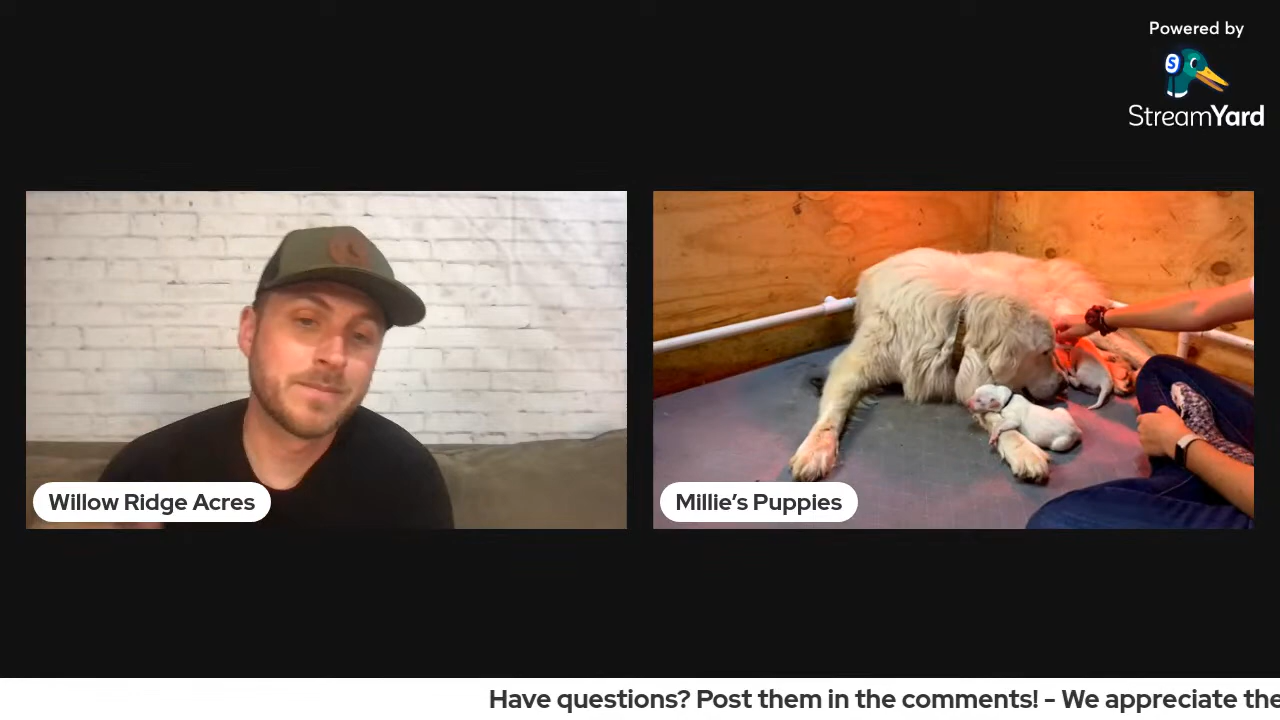 Powered by
S
StreamYard
Willow Ridge Acres
Millie’s Puppies
Have questions? Post them in the comments! - We appreciate the